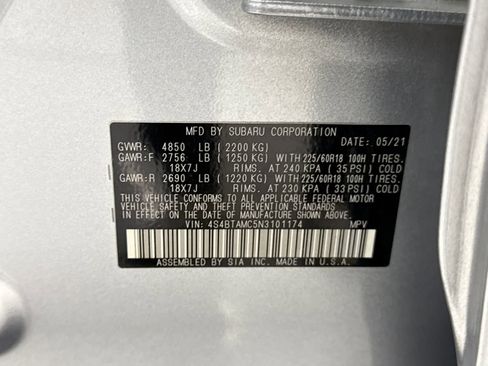 MFD BY SUBARU CORPORATION DATE: 05/21
GVWR: 4850 LB (2200 KG)
GAWR:F 2756 LB (1250 KG) WITH 225/60R18 100H TIRES.
18X7J RIMS. AT 240 KPA (35 PSI) COLD
GAWR:R 2690 LB (1220 KG) WITH 225/60R18 100H TIRES.
18X7J RIMS. AT 230 KPA (33 PSI) COLD
THIS VEHICLE CONFORMS TO ALL APPLICABLE FEDERAL MOTOR
VEHICLE SAFETY AND THEFT PREVENTION STANDARDS
IN EFFECT ON THE DATE OF MANUFACTURE SHOWN ABOVE.
VIN: 4S4BTAMC5N3101174 MPV
ASSEMBLED BY SIA INC. MADE IN U.S.A.